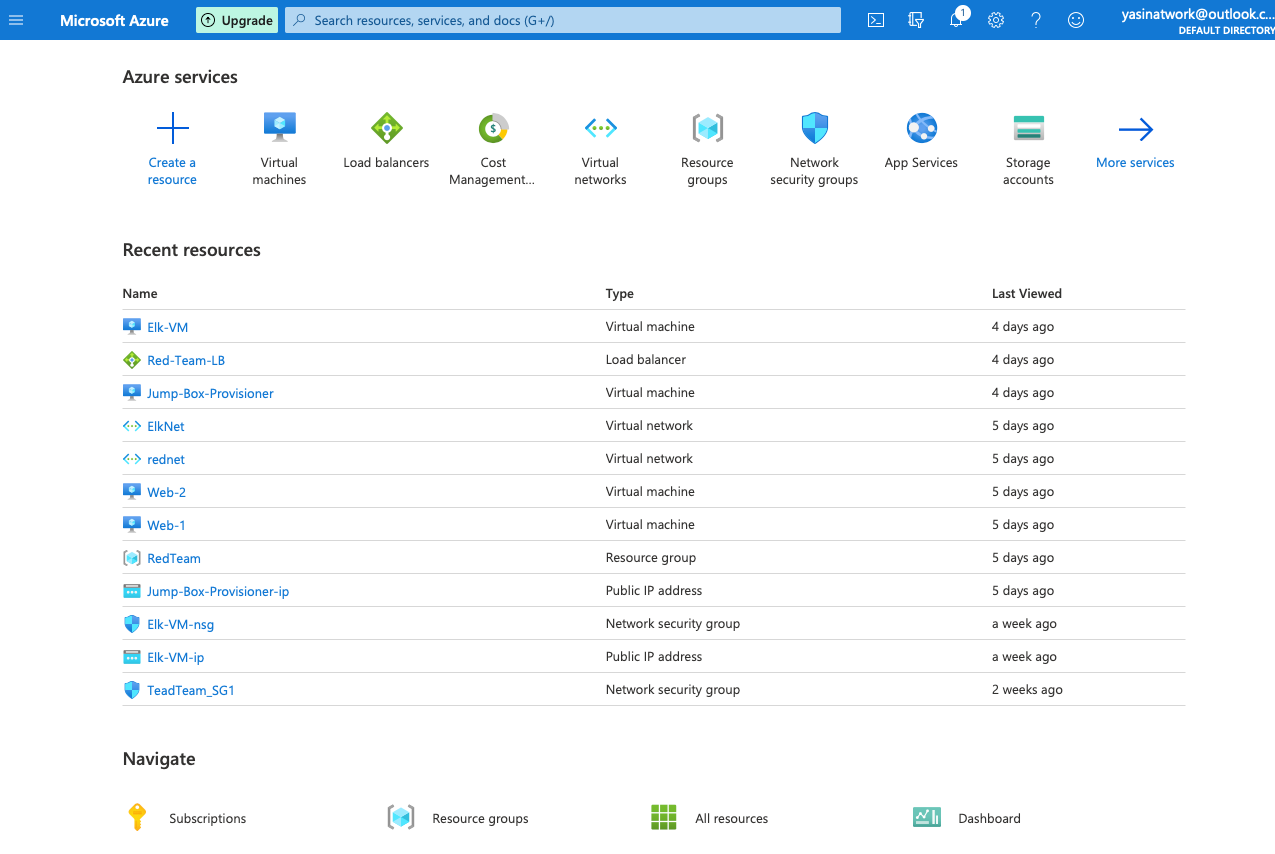 Microsoft Azure
Upgrade
Search resources, services, and docs (G+/)
1
yasinatwork@outlook.c...
DEFAULT DIRECTORY
Azure services
Create a
resource
Virtual
machines
Load balancers
Cost
Management...
Virtual
networks
Resource
groups
Network
security groups
App Services
Storage
accounts
More services
Recent resources
Name Type Last Viewed
Elk-VM Virtual machine 4 days ago
Red-Team-LB Load balancer 4 days ago
Jump-Box-Provisioner Virtual machine 4 days ago
ElkNet Virtual network 5 days ago
rednet Virtual network 5 days ago
Web-2 Virtual machine 5 days ago
Web-1 Virtual machine 5 days ago
RedTeam Resource group 5 days ago
Jump-Box-Provisioner-ip Public IP address 5 days ago
Elk-VM-nsg Network security group a week ago
Elk-VM-ip Public IP address a week ago
TeadTeam_SG1 Network security group 2 weeks ago
Navigate
Subscriptions Resource groups All resources Dashboard